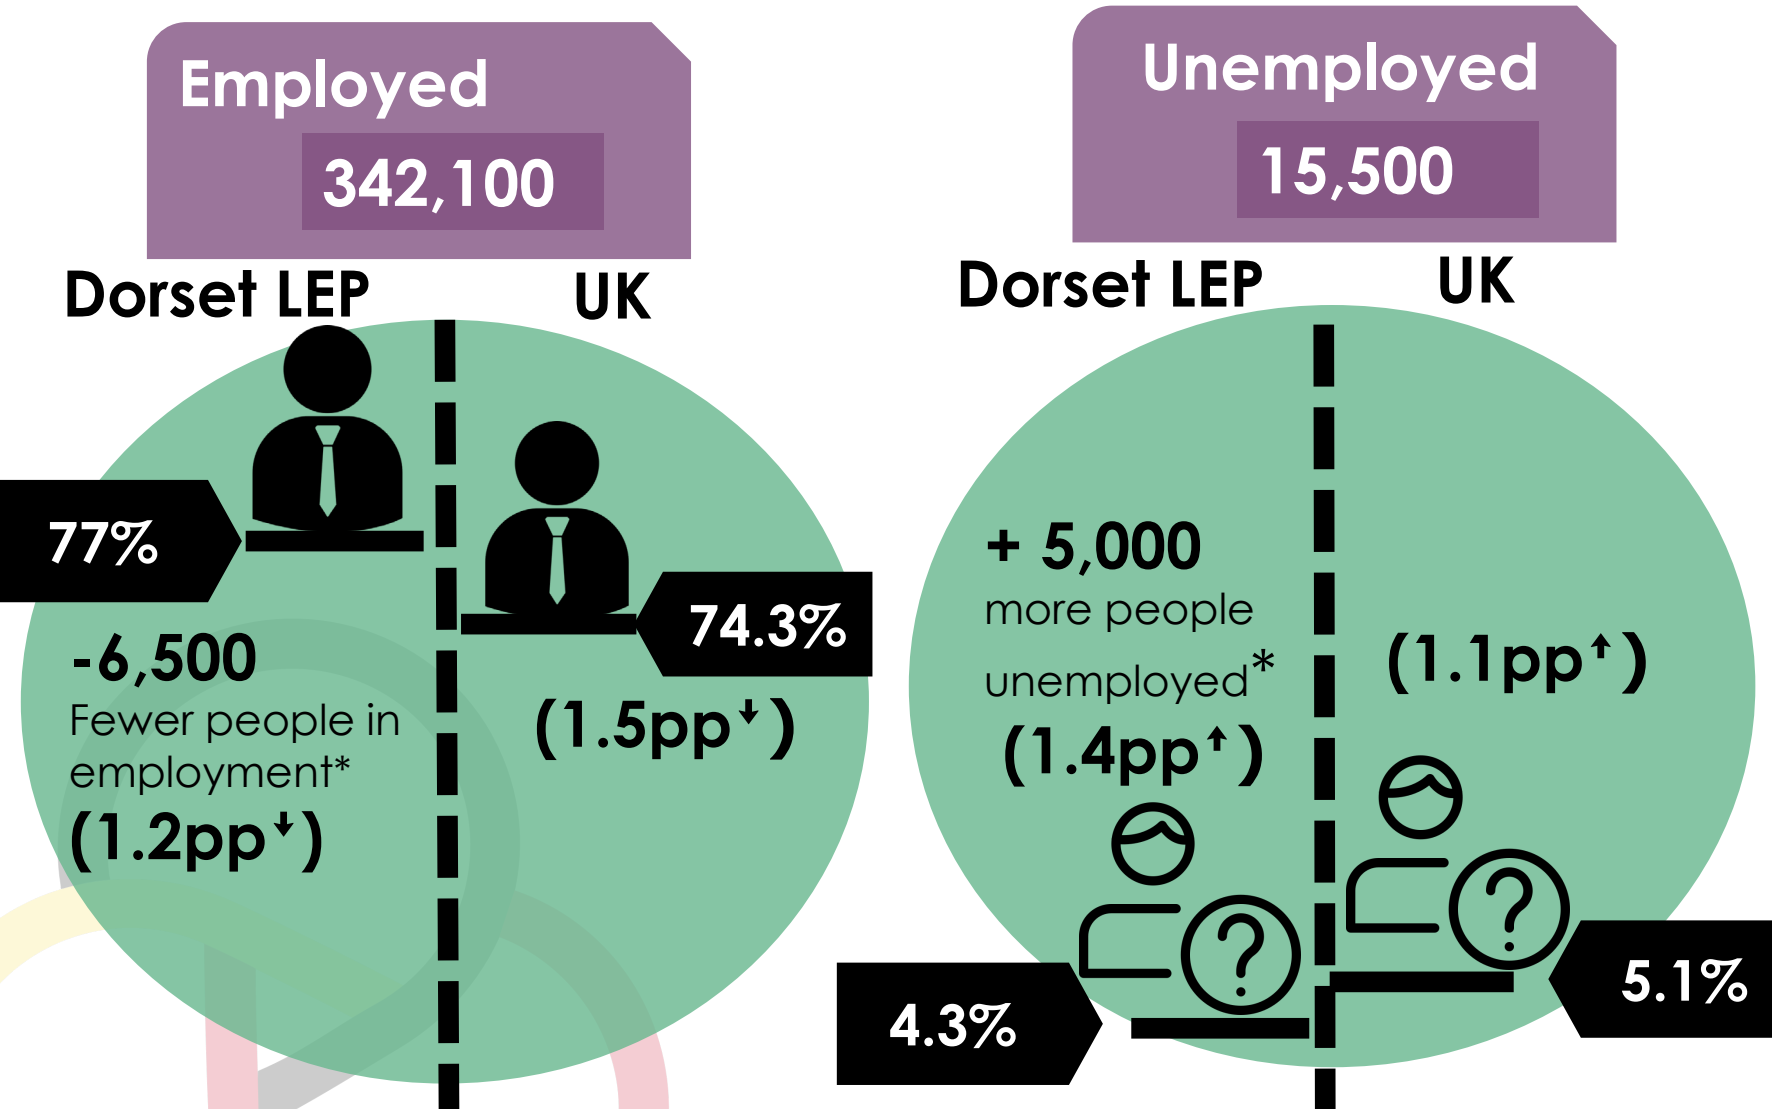 Employed
342,100
Dorset LEP
UK
77%
74.3%
-6,500
Fewer people in
employment*
(1.2pp⬇)
(1.5pp⬇)
Unemployed
15,500
Dorset LEP
UK
+ 5,000
more people
unemployed*
(1.4pp⬆)
(1.1pp⬆)
?
?
4.3%
5.1%